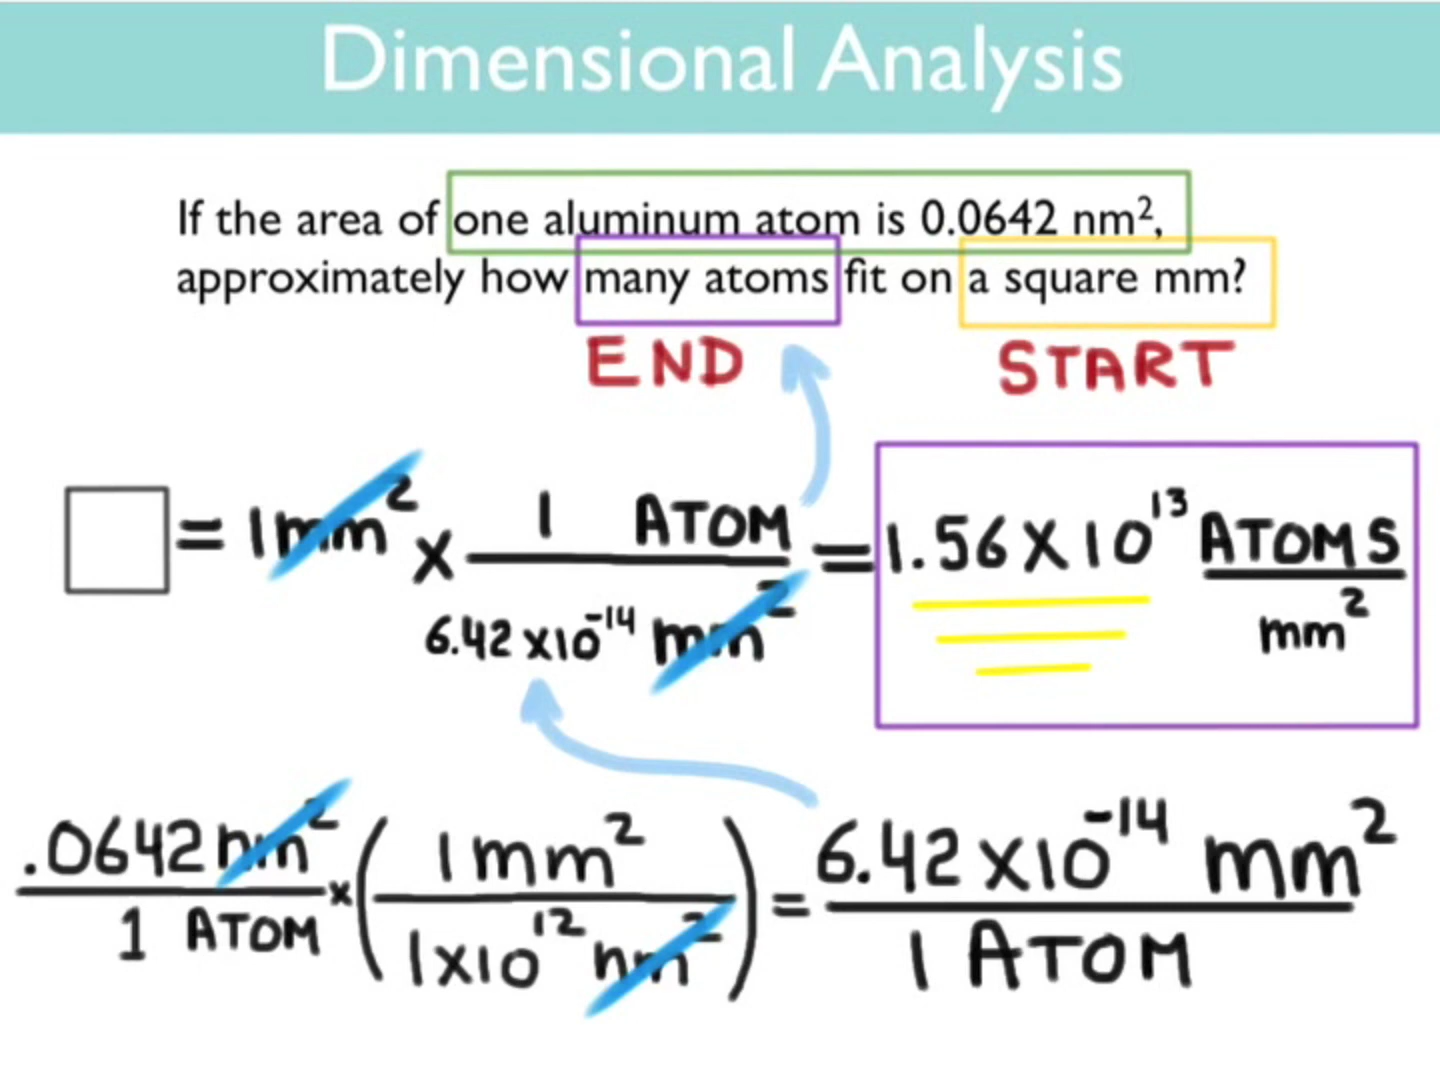 Dimensional Analysis
If the area of one aluminum atom is 0.0642 nm²,
approximately how many atoms fit on a square mm?
END START
= 1mm² x 1 ATOM / 6.42 x10⁻¹⁴ mm² = 1.56 X 10¹³ ATOMS / mm²
.0642 nm² / 1 ATOM x ( 1mm² / 1x10¹² nm² ) = 6.42 x10⁻¹⁴ mm² / 1 ATOM